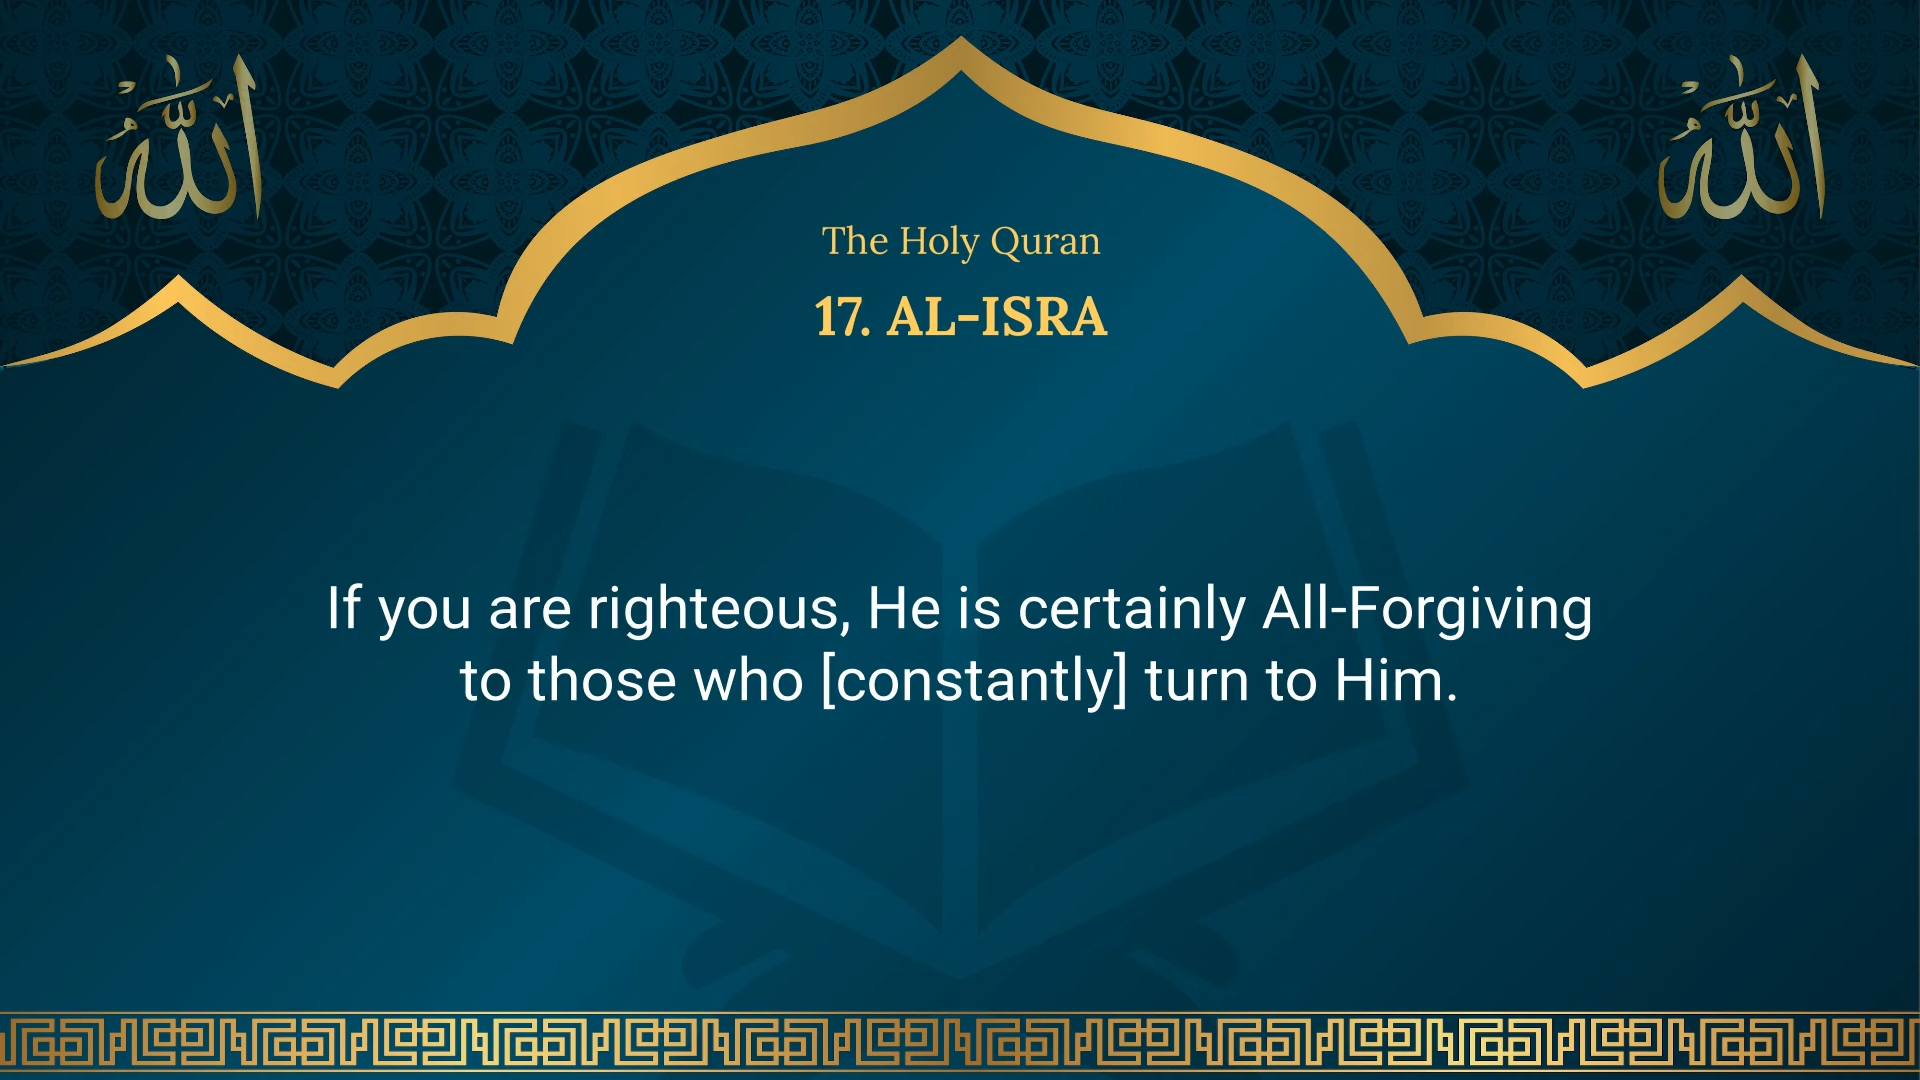 الله
الله
The Holy Quran
17. AL-ISRA
If you are righteous, He is certainly All-Forgiving
to those who [constantly] turn to Him.